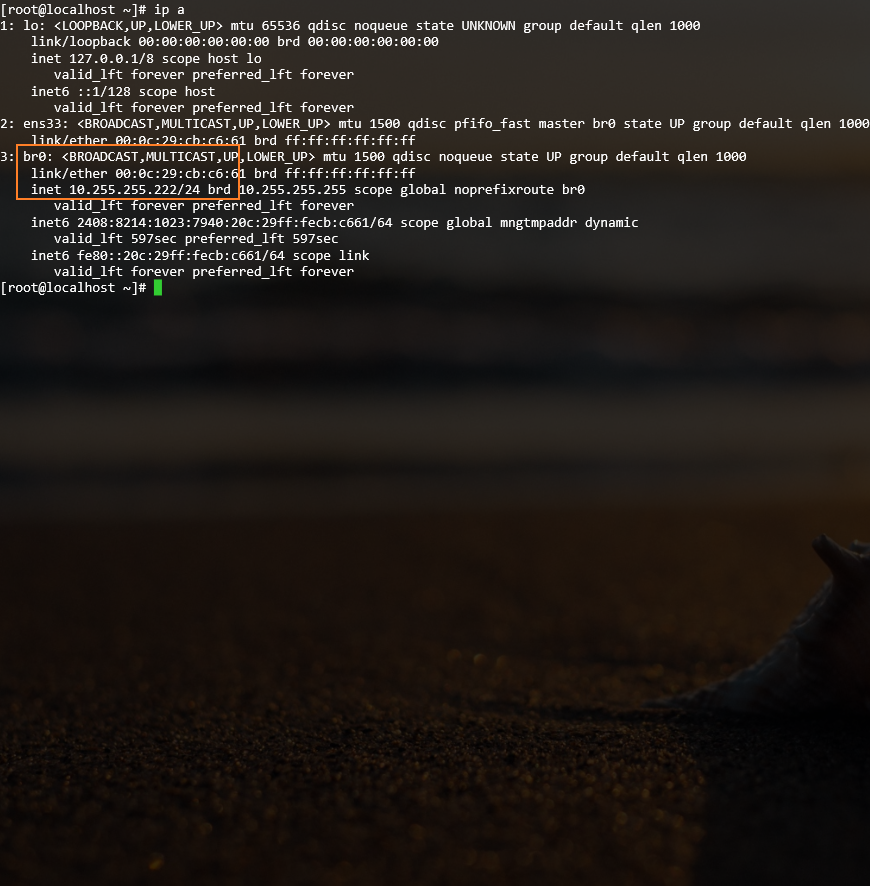 [root@localhost ~]# ip a
1: lo: <LOOPBACK,UP,LOWER_UP> mtu 65536 qdisc noqueue state UNKNOWN group default qlen 1000
    link/loopback 00:00:00:00:00:00 brd 00:00:00:00:00:00
    inet 127.0.0.1/8 scope host lo
       valid_lft forever preferred_lft forever
    inet6 ::1/128 scope host
       valid_lft forever preferred_lft forever
2: ens33: <BROADCAST,MULTICAST,UP,LOWER_UP> mtu 1500 qdisc pfifo_fast master br0 state UP group default qlen 1000
    link/ether 00:0c:29:cb:c6:61 brd ff:ff:ff:ff:ff:ff
3: br0: <BROADCAST,MULTICAST,UP,LOWER_UP> mtu 1500 qdisc noqueue state UP group default qlen 1000
    link/ether 00:0c:29:cb:c6:61 brd ff:ff:ff:ff:ff:ff
    inet 10.255.255.222/24 brd 10.255.255.255 scope global noprefixroute br0
       valid_lft forever preferred_lft forever
    inet6 2408:8214:1023:7940:20c:29ff:fecb:c661/64 scope global mngtmpaddr dynamic
       valid_lft 597sec preferred_lft 597sec
    inet6 fe80::20c:29ff:fecb:c661/64 scope link
       valid_lft forever preferred_lft forever
[root@localhost ~]#